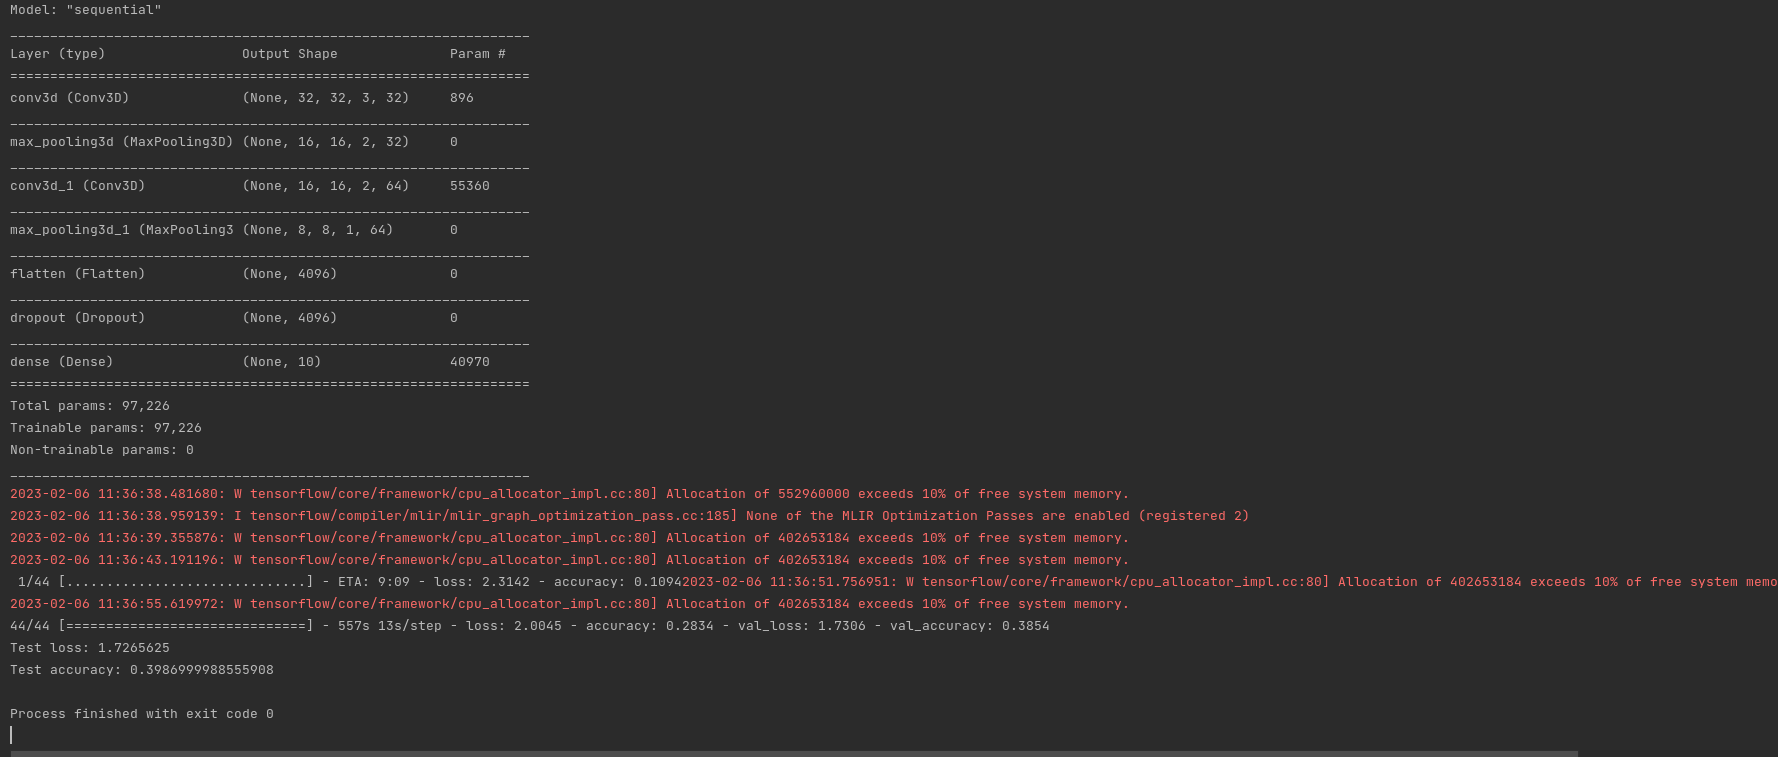 Model: "sequential"
_________________________________________________________________
Layer (type)                 Output Shape              Param #
=================================================================
conv3d (Conv3D)              (None, 32, 32, 3, 32)     896
_________________________________________________________________
max_pooling3d (MaxPooling3D) (None, 16, 16, 2, 32)     0
_________________________________________________________________
conv3d_1 (Conv3D)            (None, 16, 16, 2, 64)     55360
_________________________________________________________________
max_pooling3d_1 (MaxPooling3 (None, 8, 8, 1, 64)       0
_________________________________________________________________
flatten (Flatten)            (None, 4096)              0
_________________________________________________________________
dropout (Dropout)            (None, 4096)              0
_________________________________________________________________
dense (Dense)                (None, 10)                40970
=================================================================
Total params: 97,226
Trainable params: 97,226
Non-trainable params: 0
_________________________________________________________________
2023-02-06 11:36:38.481680: W tensorflow/core/framework/cpu_allocator_impl.cc:80] Allocation of 552960000 exceeds 10% of free system memory.
2023-02-06 11:36:38.959139: I tensorflow/compiler/mlir/mlir_graph_optimization_pass.cc:185] None of the MLIR Optimization Passes are enabled (registered 2)
2023-02-06 11:36:39.355876: W tensorflow/core/framework/cpu_allocator_impl.cc:80] Allocation of 402653184 exceeds 10% of free system memory.
2023-02-06 11:36:43.191196: W tensorflow/core/framework/cpu_allocator_impl.cc:80] Allocation of 402653184 exceeds 10% of free system memory.
 1/44 [..............................] - ETA: 9:09 - loss: 2.3142 - accuracy: 0.10942023-02-06 11:36:51.756951: W tensorflow/core/framework/cpu_allocator_impl.cc:80] Allocation of 402653184 exceeds 10% of free system memo
2023-02-06 11:36:55.619972: W tensorflow/core/framework/cpu_allocator_impl.cc:80] Allocation of 402653184 exceeds 10% of free system memory.
44/44 [==============================] - 557s 13s/step - loss: 2.0045 - accuracy: 0.2834 - val_loss: 1.7306 - val_accuracy: 0.3854
Test loss: 1.7265625
Test accuracy: 0.3986999988555908
Process finished with exit code 0